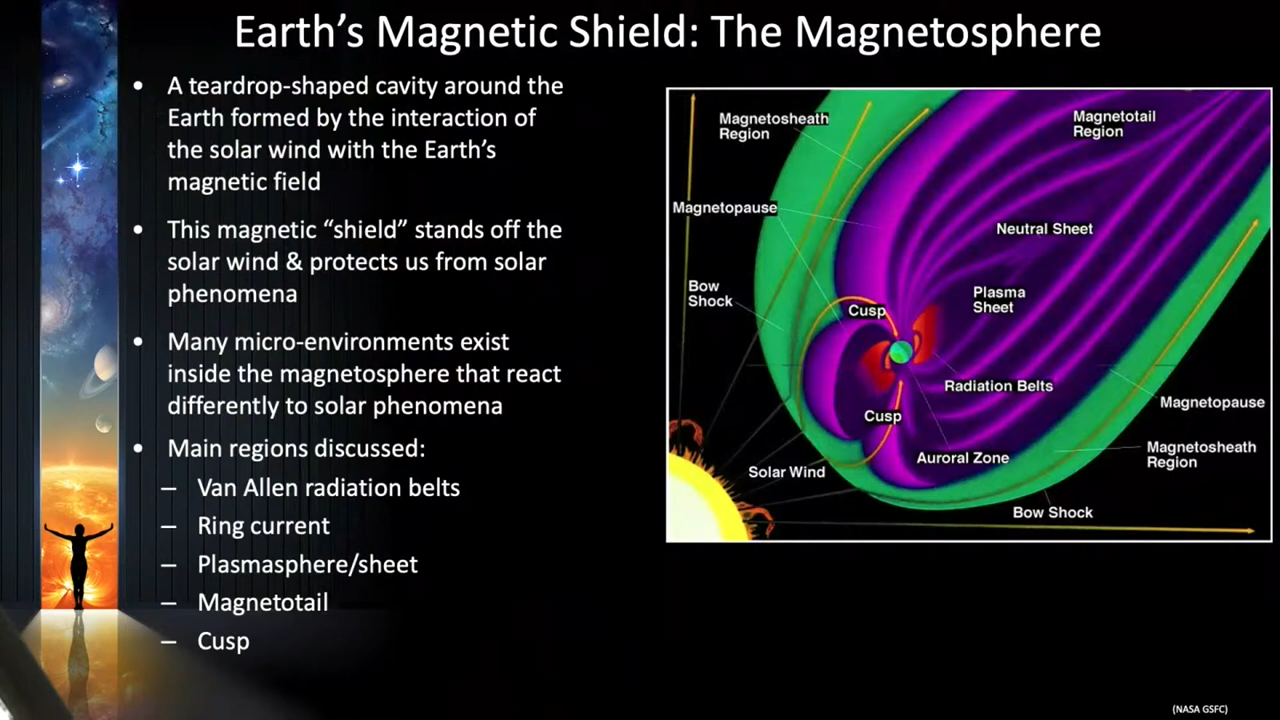 Earth’s Magnetic Shield: The Magnetosphere
• A teardrop-shaped cavity around the
Earth formed by the interaction of
the solar wind with the Earth’s
magnetic field
• This magnetic “shield” stands off the
solar wind & protects us from solar
phenomena
• Many micro-environments exist
inside the magnetosphere that react
differently to solar phenomena
• Main regions discussed:
– Van Allen radiation belts
– Ring current
– Plasmasphere/sheet
– Magnetotail
– Cusp
Magnetosheath
Region
Magnetotail
Region
Magnetopause
Neutral Sheet
Bow
Shock
Plasma
Sheet
Cusp
Radiation Belts
Magnetopause
Cusp
Magnetosheath
Region
Auroral Zone
Solar Wind
Bow Shock
(NASA GSFC)